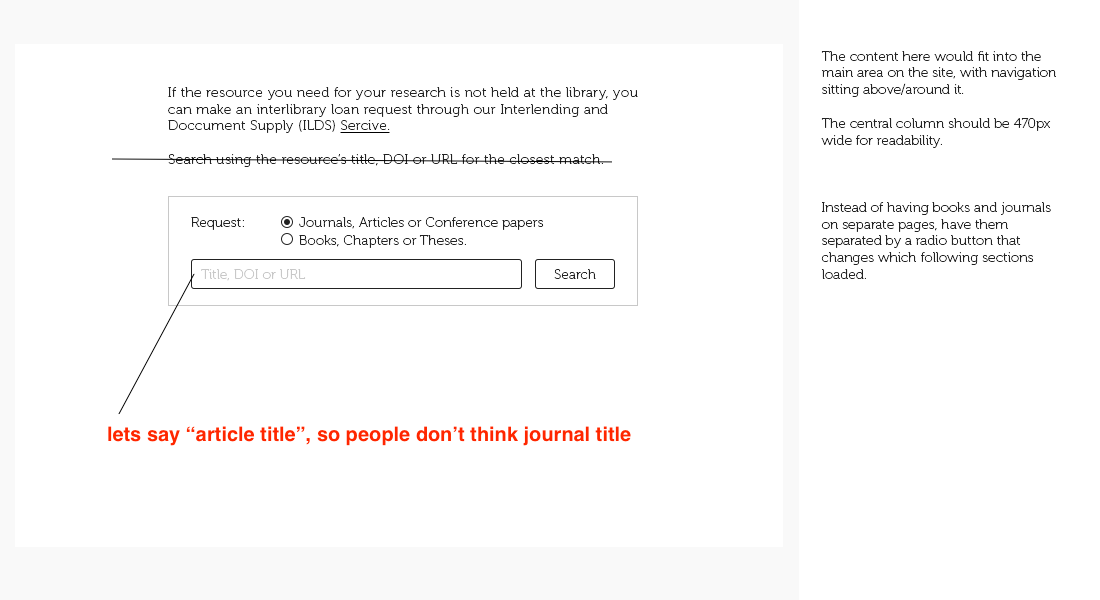 If the resource you need for your research is not held at the library, you
can make an interlibrary loan request through our Interlending and
Doccument Supply (ILDS) Sercive.
Search using the resource's title, DOI or URL for the closest match.
Request:
Journals, Articles or Conference papers
Books, Chapters or Theses.
Title, DOI or URL
Search
lets say “article title”, so people don’t think journal title
The content here would fit into the
main area on the site, with navigation
sitting above/around it.
The central column should be 470px
wide for readability.
Instead of having books and journals
on separate pages, have them
separated by a radio button that
changes which following sections
loaded.